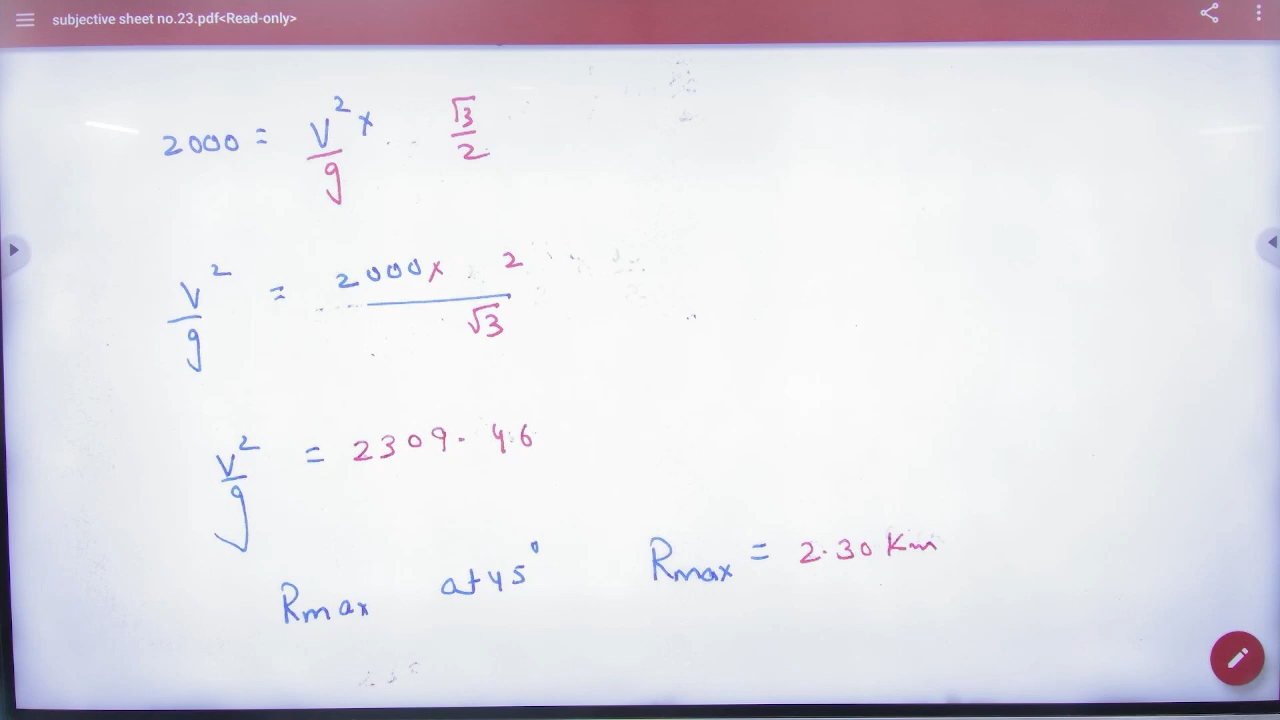 subjective sheet no.23.pdf<Read-only>
2000 = V²/g x √3/2
V²/g = 2000 x 2/√3
V²/g = 2309.46
Rmax at 45° Rmax = 2.30 Km